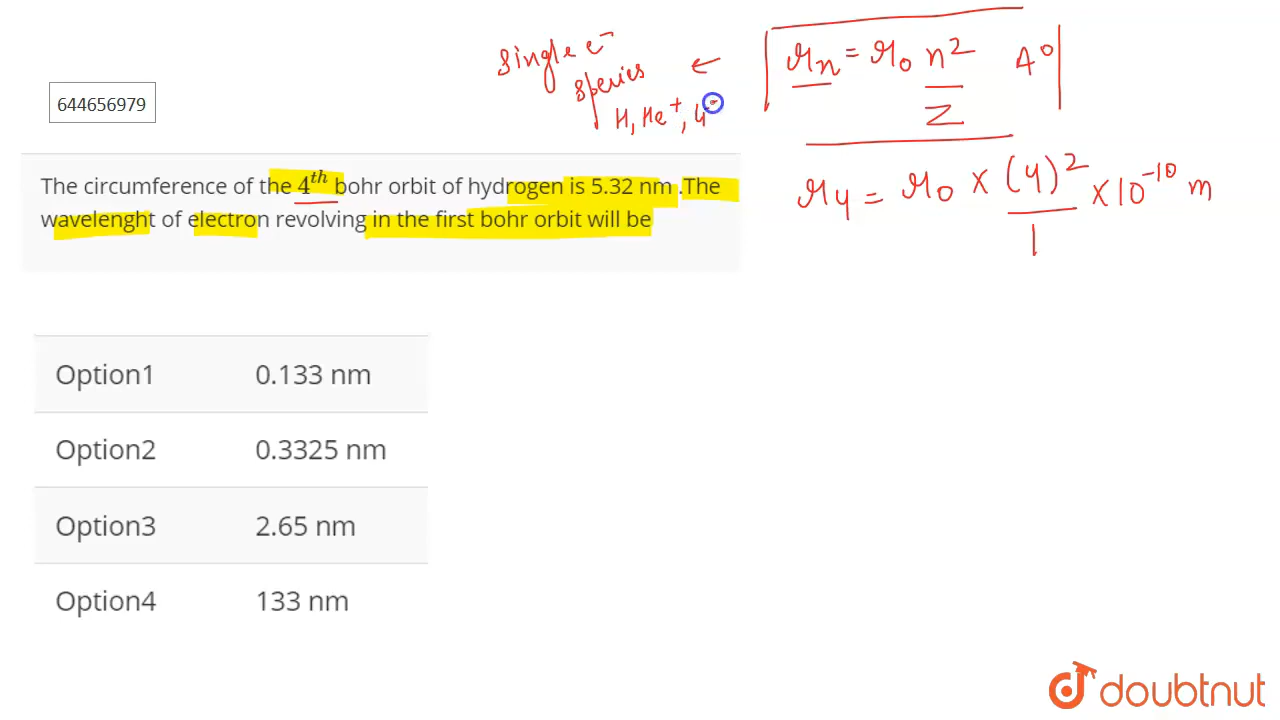 Single e⁻
species
H, He⁺, 4
rₙ = r₀ n²/Z A⁰
r₄ = r₀ × (4)²/1 × 10⁻¹⁰ m
644656979
The circumference of the 4ᵗʰ bohr orbit of hydrogen is 5.32 nm .The
wavelenght of electron revolving in the first bohr orbit will be
Option1 0.133 nm
Option2 0.3325 nm
Option3 2.65 nm
Option4 133 nm
doubtnut